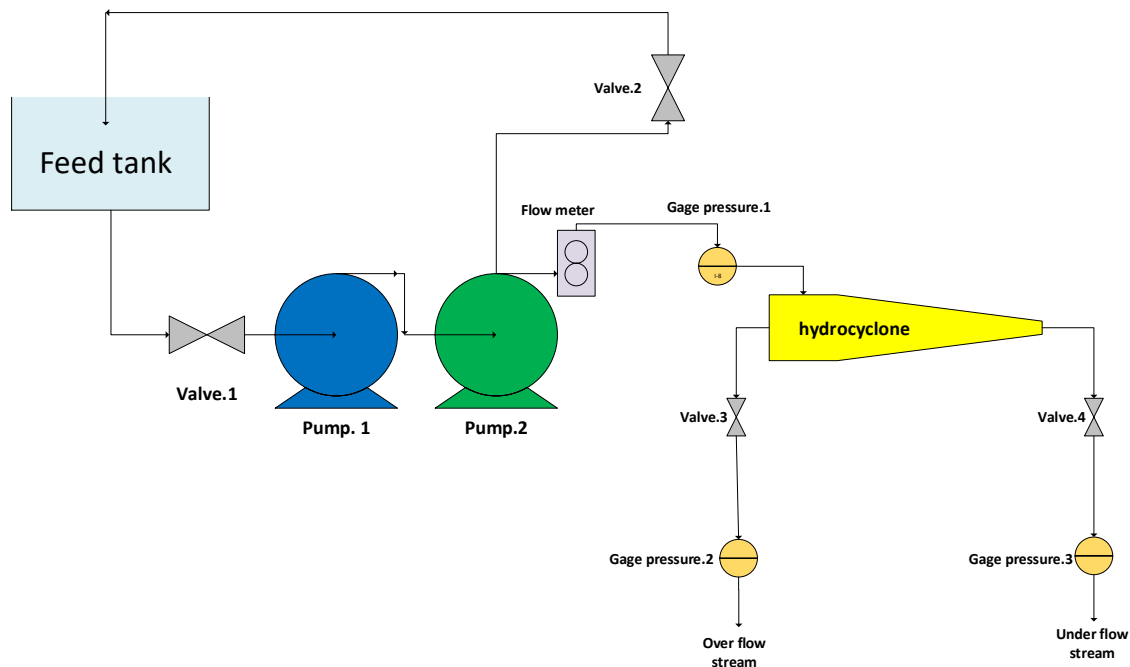 Valve.2
Feed tank
Flow meter
Gage pressure.1
I-8
hydrocyclone
Valve.1
Pump. 1
Pump.2
Valve.3
Valve.4
Gage pressure.2
Gage pressure.3
Over flow
stream
Under flow
stream